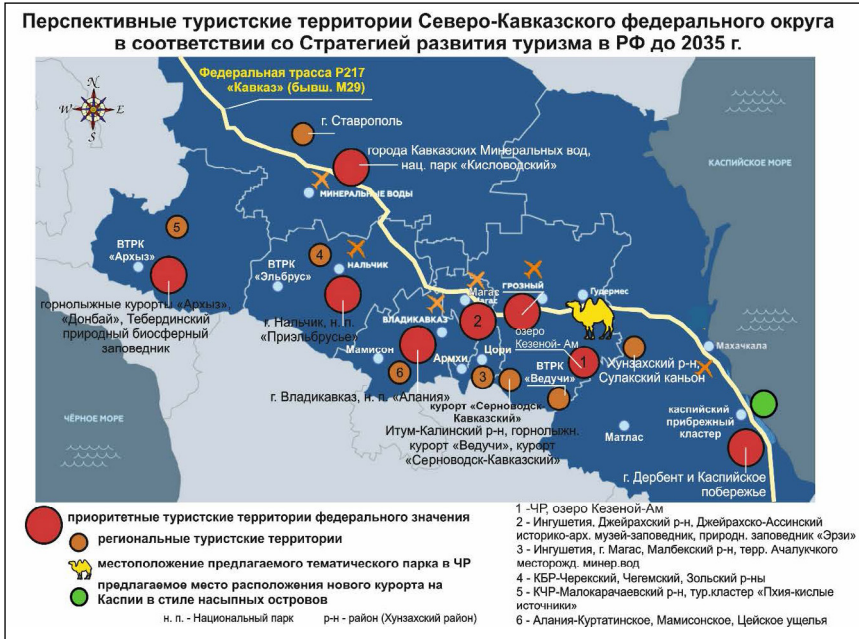 Перспективные туристские территории Северо-Кавказского федерального округа
в соответствии со Стратегией развития туризма в РФ до 2035 г.
Федеральная трасса Р217
«Кавказ» (бывш. М29)
N
W
E
S
г. Ставрополь
города Кавказских Минеральных вод,
нац. парк «Кисловодский»
КАСПИЙСКОЕ МОРЕ
МИНЕРАЛЬНЫЕ ВОДЫ
5
ВТРК
«Архыз»
4
ВТРК
«Эльбрус»
НАЛЬЧИК
горнолыжные курорты «Архыз»,
«Донбай», Тебердинский
природный биосферный
заповедник
г. Нальчик, н. п.
«Приэльбрусье»
Магас
Магас
ГРОЗНЫЙ
Гудермес
ВЛАДИКАВКАЗ
2
озеро
Кезеной- Ам
Мамисон
Армхи
Цори
6
3
1
ВТРК
«Ведучи»
Хунзахский р-н,
Сулакский каньон
Махачкала
г. Владикавказ, н. п. «Алания»
курорт «Серноводск-
Кавказский»
Итум-Калинский р-н, горнолыжн.
курорт «Ведучи», курорт
«Серноводск-Кавказский»
Матлас
каспийский
прибрежный
кластер
ЧЁРНОЕ МОРЕ
г. Дербент и Каспийское
побережье
приоритетные туристские территории федерального значения
региональные туристские территории
местоположение предлагаемого тематического парка в ЧР
предлагаемое место расположения нового курорта на
Каспии в стиле насыпных островов
н. п. - Национальный парк
р-н - район (Хунзахский район)
1 -ЧР, озеро Кезеной-Ам
2 - Ингушетия, Джейрахский р-н, Джейрахско-Ассинский
историко-арх. музей-заповедник, природн. заповедник «Эрзи»
3 - Ингушетия, г. Магас, Малбекский р-н, терр. Ачалукчкого
месторожд. минер.вод
4 - КБР-Черекский, Чегемский, Зольский р-ны
5 - КЧР-Малокарачаевский р-н, тур.кластер «Пхия-кислые
источники»
6 - Алания-Куртатинское, Мамисонское, Цейское ущелья